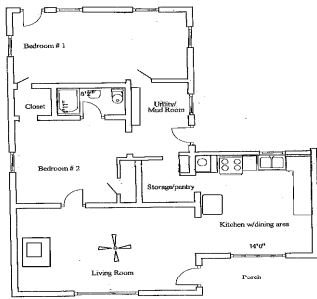 Bedroom # 1
Closet
Utility/
Mud Room
Bedroom # 2
Storage/pantry
Kitchen w/dining area
14'0"
Living Room
Porch